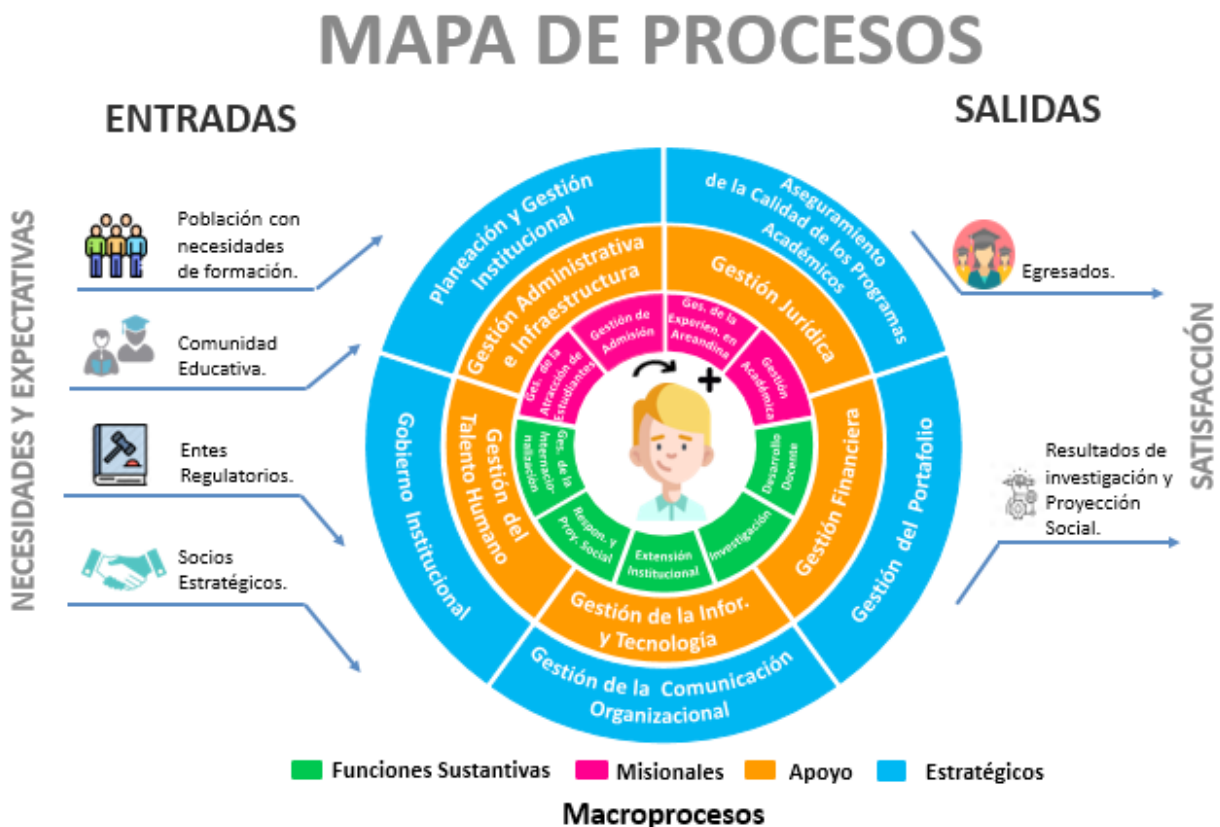 MAPA DE PROCESOS
ENTRADAS
SALIDAS
NECESIDADES Y EXPECTATIVAS
Población con
necesidades
de formación.
Comunidad
Educativa.
Entes
Regulatorios.
Socios
Estratégicos.
Planeación y Gestión
Institucional
Aseguramiento
de la Calidad de los Programas
Académicos
Gestión del Portafolio
Gestión de la Comunicación
Organizacional
Gobierno Institucional
Gestión Administrativa
e Infraestructura
Gestión Jurídica
Gestión Financiera
Gestión de la Infor.
y Tecnología
Gestión del
Talento Humano
Ges. de la
Atracción de
Estudiantes
Gestión de
Admisión
Ges. de la
Experien. en
Areandina
Gestión
Académica
Desarrollo
Docente
Investigación
Extensión
Institucional
Respon. y
Proy. Social
Ges. de la
Internacio-
nalización
Egresados.
Resultados de
investigación y
Proyección
Social.
SATISFACCIÓN
Funciones Sustantivas
Misionales
Apoyo
Estratégicos
Macroprocesos